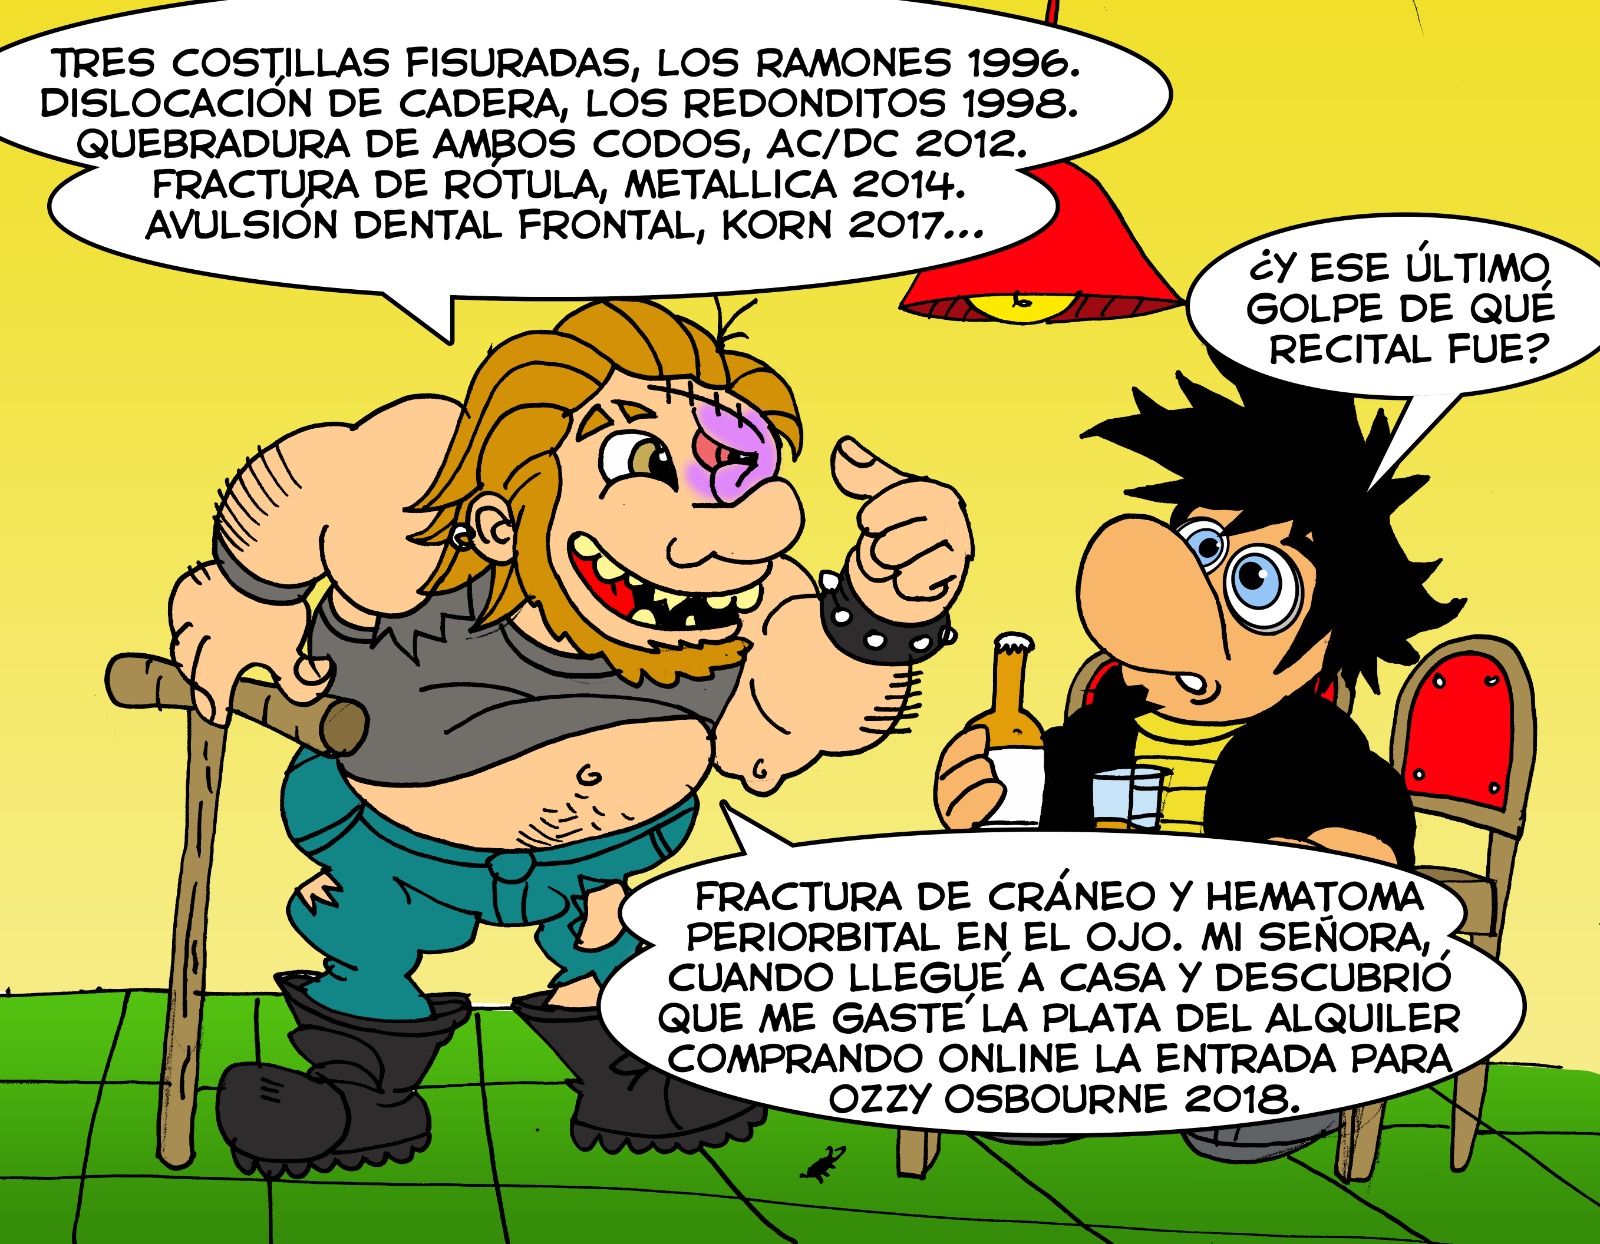 TRES COSTILLAS FISURADAS, LOS RAMONES 1996.
DISLOCACIÓN DE CADERA, LOS REDONDITOS 1998.
QUEBRADURA DE AMBOS CODOS, AC/DC 2012.
FRACTURA DE RÓTULA, METALLICA 2014.
AVULSIÓN DENTAL FRONTAL, KORN 2017...
¿Y ESE ÚLTIMO
GOLPE DE QUÉ
RECITAL FUE?
FRACTURA DE CRÁNEO Y HEMATOMA
PERIORBITAL EN EL OJO. MI SEÑORA,
CUANDO LLEGUÉ A CASA Y DESCUBRIÓ
QUE ME GASTÉ LA PLATA DEL ALQUILER
COMPRANDO ONLINE LA ENTRADA PARA
OZZY OSBOURNE 2018.